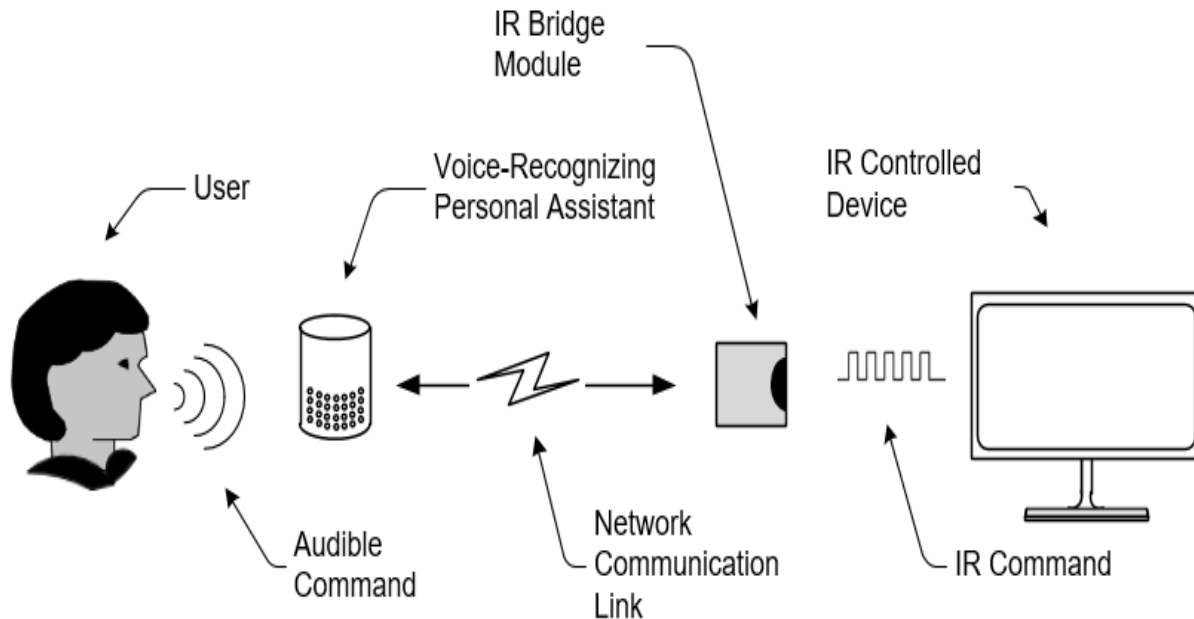 IR Bridge
Module
User
Voice-Recognizing
Personal Assistant
IR Controlled
Device
Audible
Command
Network
Communication
Link
IR Command